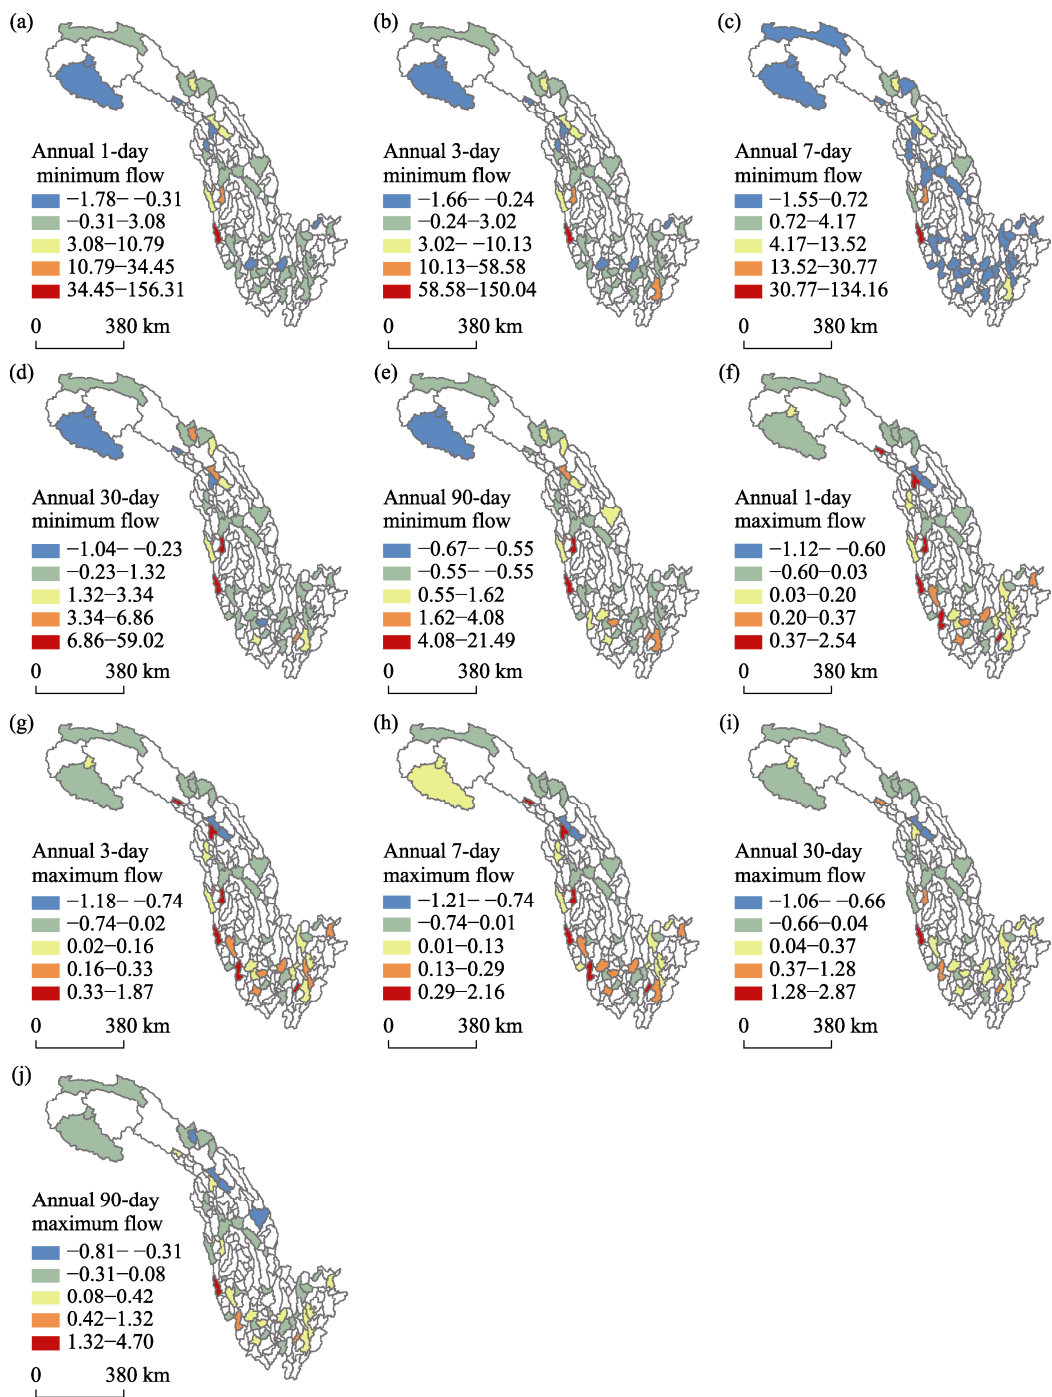 (a)
Annual 1-day
minimum flow
−1.78− −0.31
−0.31−3.08
3.08−10.79
10.79−34.45
34.45−156.31
0 380 km
(b)
Annual 3-day
minimum flow
−1.66− −0.24
−0.24−3.02
3.02− −10.13
10.13−58.58
58.58−150.04
0 380 km
(c)
Annual 7-day
minimum flow
−1.55−0.72
0.72−4.17
4.17−13.52
13.52−30.77
30.77−134.16
0 380 km
(d)
Annual 30-day
minimum flow
−1.04− −0.23
−0.23−1.32
1.32−3.34
3.34−6.86
6.86−59.02
0 380 km
(e)
Annual 90-day
minimum flow
−0.67− −0.55
−0.55− −0.55
0.55−1.62
1.62−4.08
4.08−21.49
0 380 km
(f)
Annual 1-day
maximum flow
−1.12− −0.60
−0.60−0.03
0.03−0.20
0.20−0.37
0.37−2.54
0 380 km
(g)
Annual 3-day
maximum flow
−1.18− −0.74
−0.74−0.02
0.02−0.16
0.16−0.33
0.33−1.87
0 380 km
(h)
Annual 7-day
maximum flow
−1.21− −0.74
−0.74−0.01
0.01−0.13
0.13−0.29
0.29−2.16
0 380 km
(i)
Annual 30-day
maximum flow
−1.06− −0.66
−0.66−0.04
0.04−0.37
0.37−1.28
1.28−2.87
0 380 km
(j)
Annual 90-day
maximum flow
−0.81− −0.31
−0.31−0.08
0.08−0.42
0.42−1.32
1.32−4.70
0 380 km